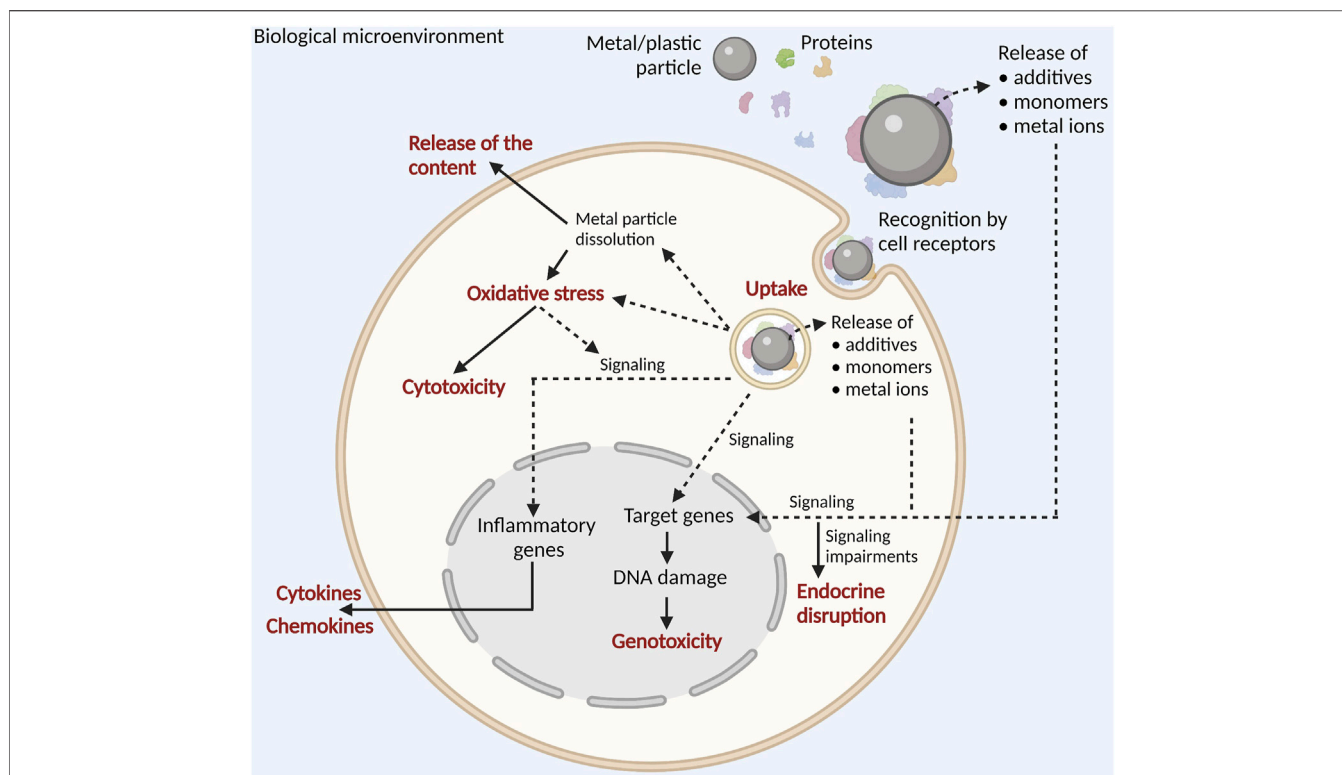 Biological microenvironment
Metal/plastic
particle
Proteins
Release of
• additives
• monomers
• metal ions
Release of the
content
Metal particle
dissolution
Recognition by
cell receptors
Oxidative stress
Uptake
Release of
• additives
• monomers
• metal ions
Signaling
Cytotoxicity
Signaling
Signaling
Inflammatory
genes
Target genes
Signaling
impairments
DNA damage
Endocrine
disruption
Cytokines
Chemokines
Genotoxicity